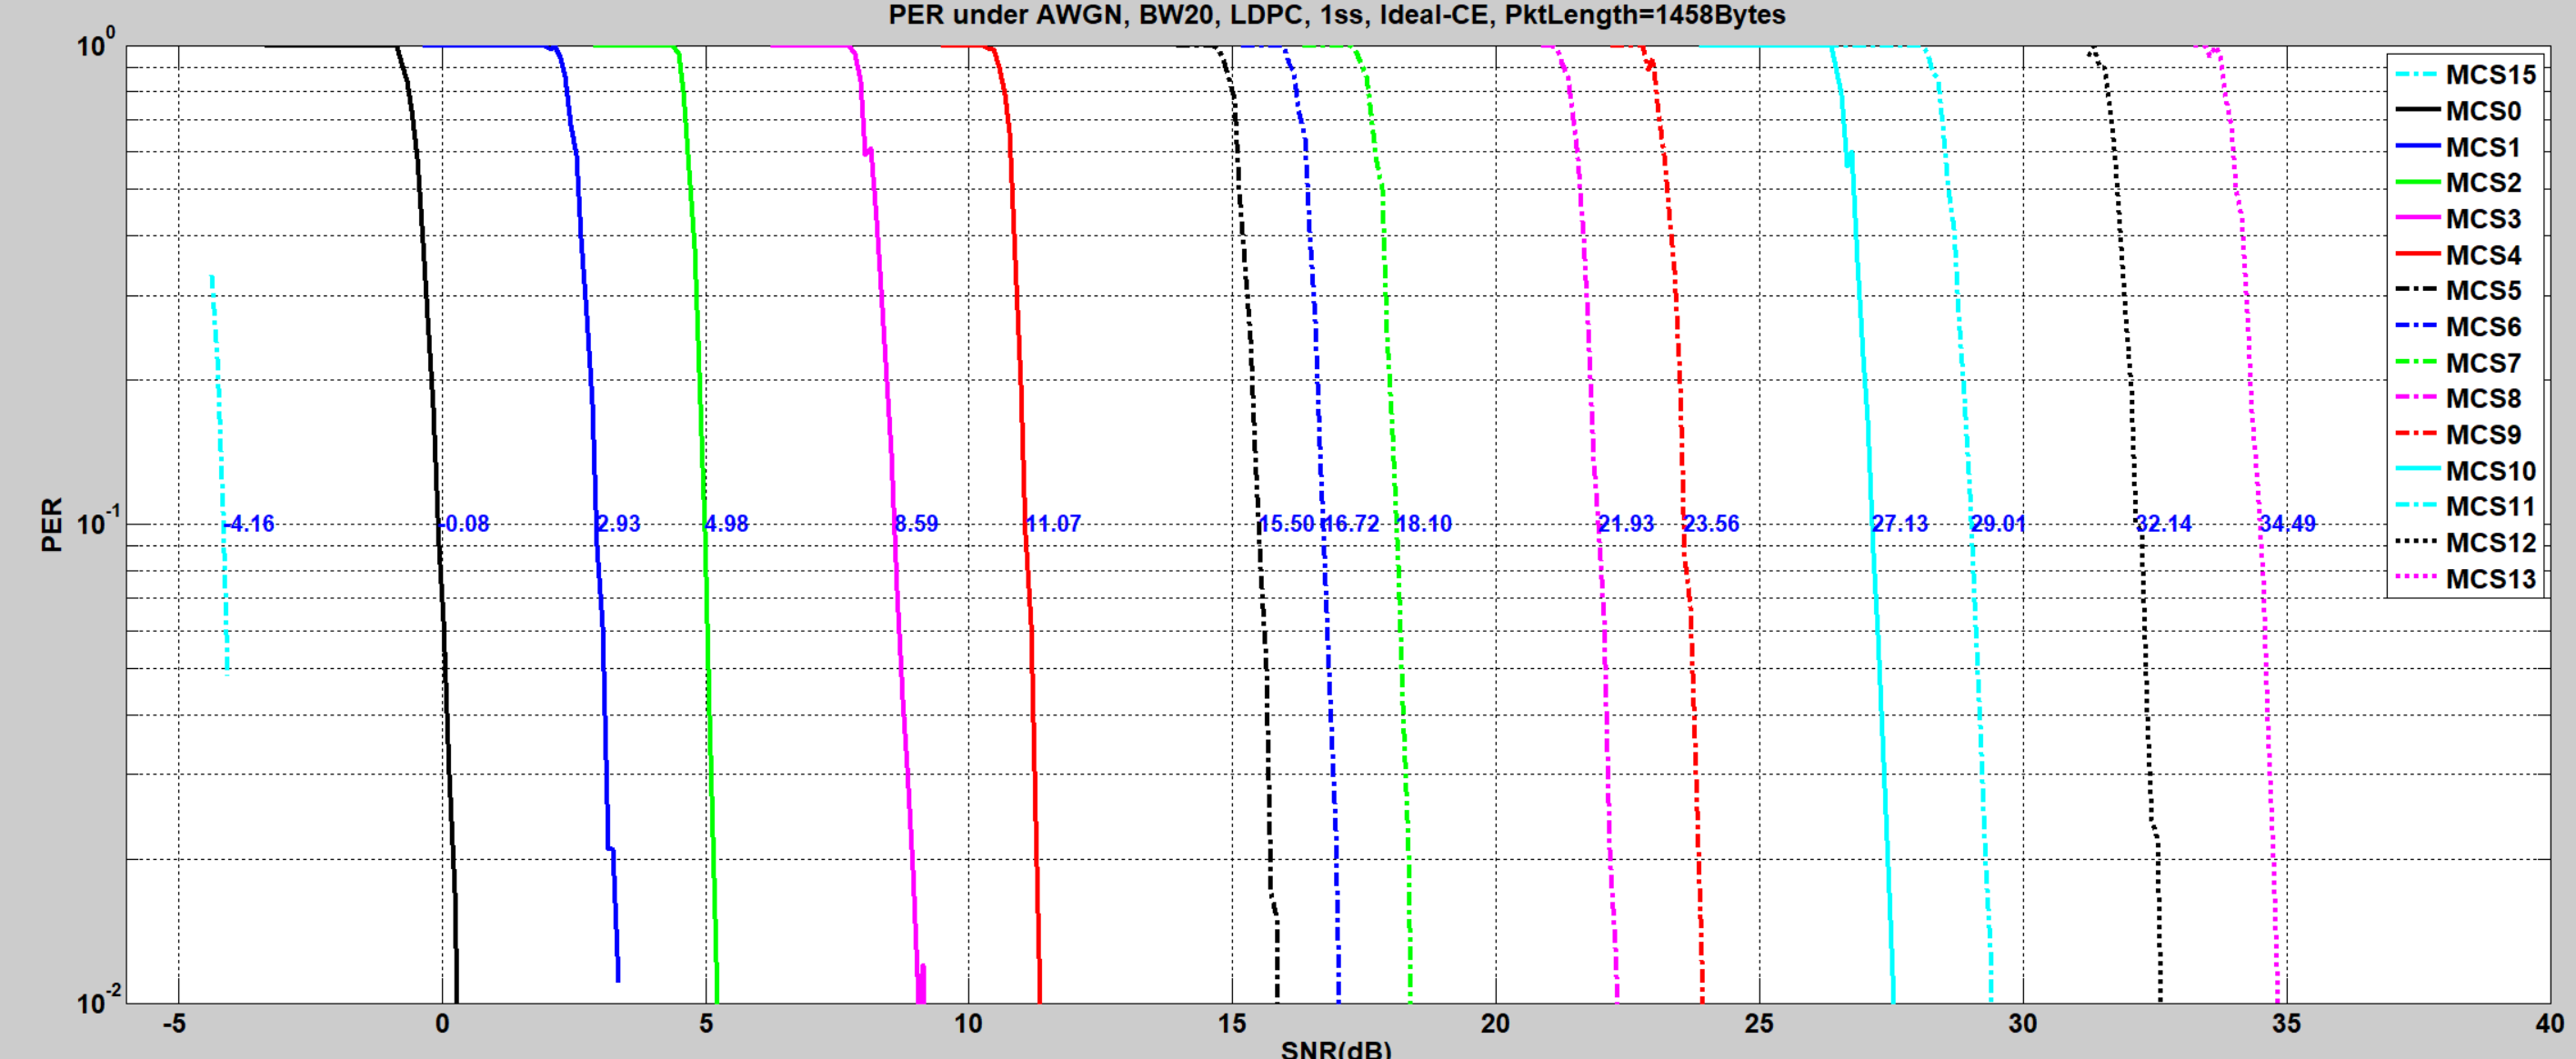 PER under AWGN, BW20, LDPC, 1ss, Ideal-CE, PktLength=1458Bytes
10^0
MCS15
MCS0
MCS1
MCS2
MCS3
MCS4
MCS5
MCS6
MCS7
MCS8
MCS9
MCS10
MCS11
MCS12
MCS13
PER
10^-1
-4.16 -0.08 2.93 4.98 8.59 11.07 15.50 16.72 18.10 21.93 23.56 27.13 29.01 32.14 34.49
10^-2
-5 0 5 10 15 20 25 30 35 40
SNR(dB)